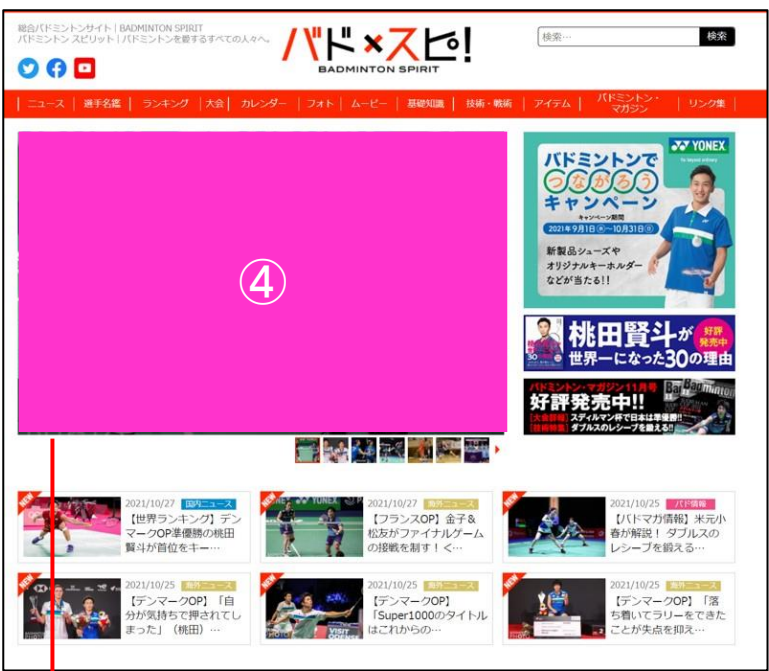 総合バドミントンサイト｜BADMINTON SPIRIT
バドミントン スピリット｜バドミントンを愛するすべての人々へ。
バド×スピ!
BADMINTON SPIRIT
検索…
検索
ニュース｜選手名鑑｜ランキング｜大会｜カレンダー｜フォト｜ムービー｜基礎知識｜技術・戦術｜アイテム｜バドミントン・マガジン｜リンク集
④
YONEX
バドミントンで
つながろう
キャンペーン
キャンペーン期間
2021年9月1日㊌〜10月31日㊐
新製品シューズや
オリジナルキーホルダー
などが当たる!!
桃田賢斗が
世界一になった30の理由
好評
発売中
バドミントン・マガジン11月号
好評発売中!!
【大会詳報】スディルマン杯で日本は準優勝!!
【技術特集】ダブルスのレシーブを鍛える!!
NEW
2021/10/27 国内ニュース
【世界ランキング】デン
マークOP準優勝の桃田
賢斗が首位をキー…
NEW
2021/10/27 海外ニュース
【フランスOP】金子＆
松友がファイナルゲーム
の接戦を制す！＜…
NEW
2021/10/25 バド情報
【バドマガ情報】米元小
春が解説！ ダブルスの
レシーブを鍛える…
NEW
2021/10/25 海外ニュース
【デンマークOP】「自
分が気持ちで押されてし
まった」（桃田）…
NEW
2021/10/25 海外ニュース
【デンマークOP】
「Super1000のタイトル
はこれからの…
NEW
2021/10/25 海外ニュース
【デンマークOP】「落
ち着いてラリーをできた
ことが失点を抑え…